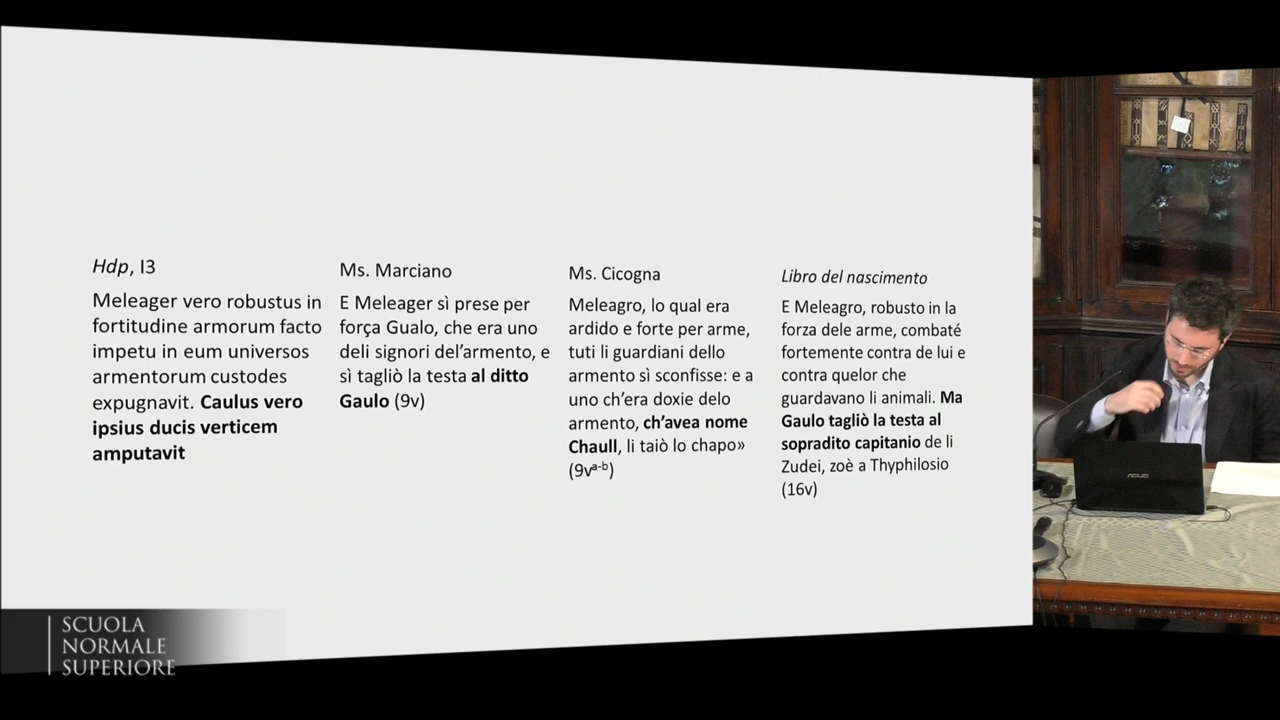 Hdp, I3
Meleager vero robustus in
fortitudine armorum facto
impetu in eum universos
armentorum custodes
expugnavit. Caulus vero
ipsius ducis verticem
amputavit
Ms. Marciano
E Meleager sì prese per
força Gualo, che era uno
deli signori del'armento, e
sì tagliò la testa al ditto
Gaulo (9v)
Ms. Cicogna
Meleagro, lo qual era
ardido e forte per arme,
tuti li guardiani dello
armento sì sconfisse: e a
uno ch'era doxie delo
armento, ch'avea nome
Chaull, li taiò lo chapo»
(9va-b)
Libro del nascimento
E Meleagro, robusto in la
forza dele arme, combaté
fortemente contra de lui e
contra quelor che
guardavano li animali. Ma
Gaulo tagliò la testa al
sopradito capitanio de li
Zudei, zoè a Thyphilosio
(16v)
ASUS
SCUOLA
NORMALE
SUPERIORE